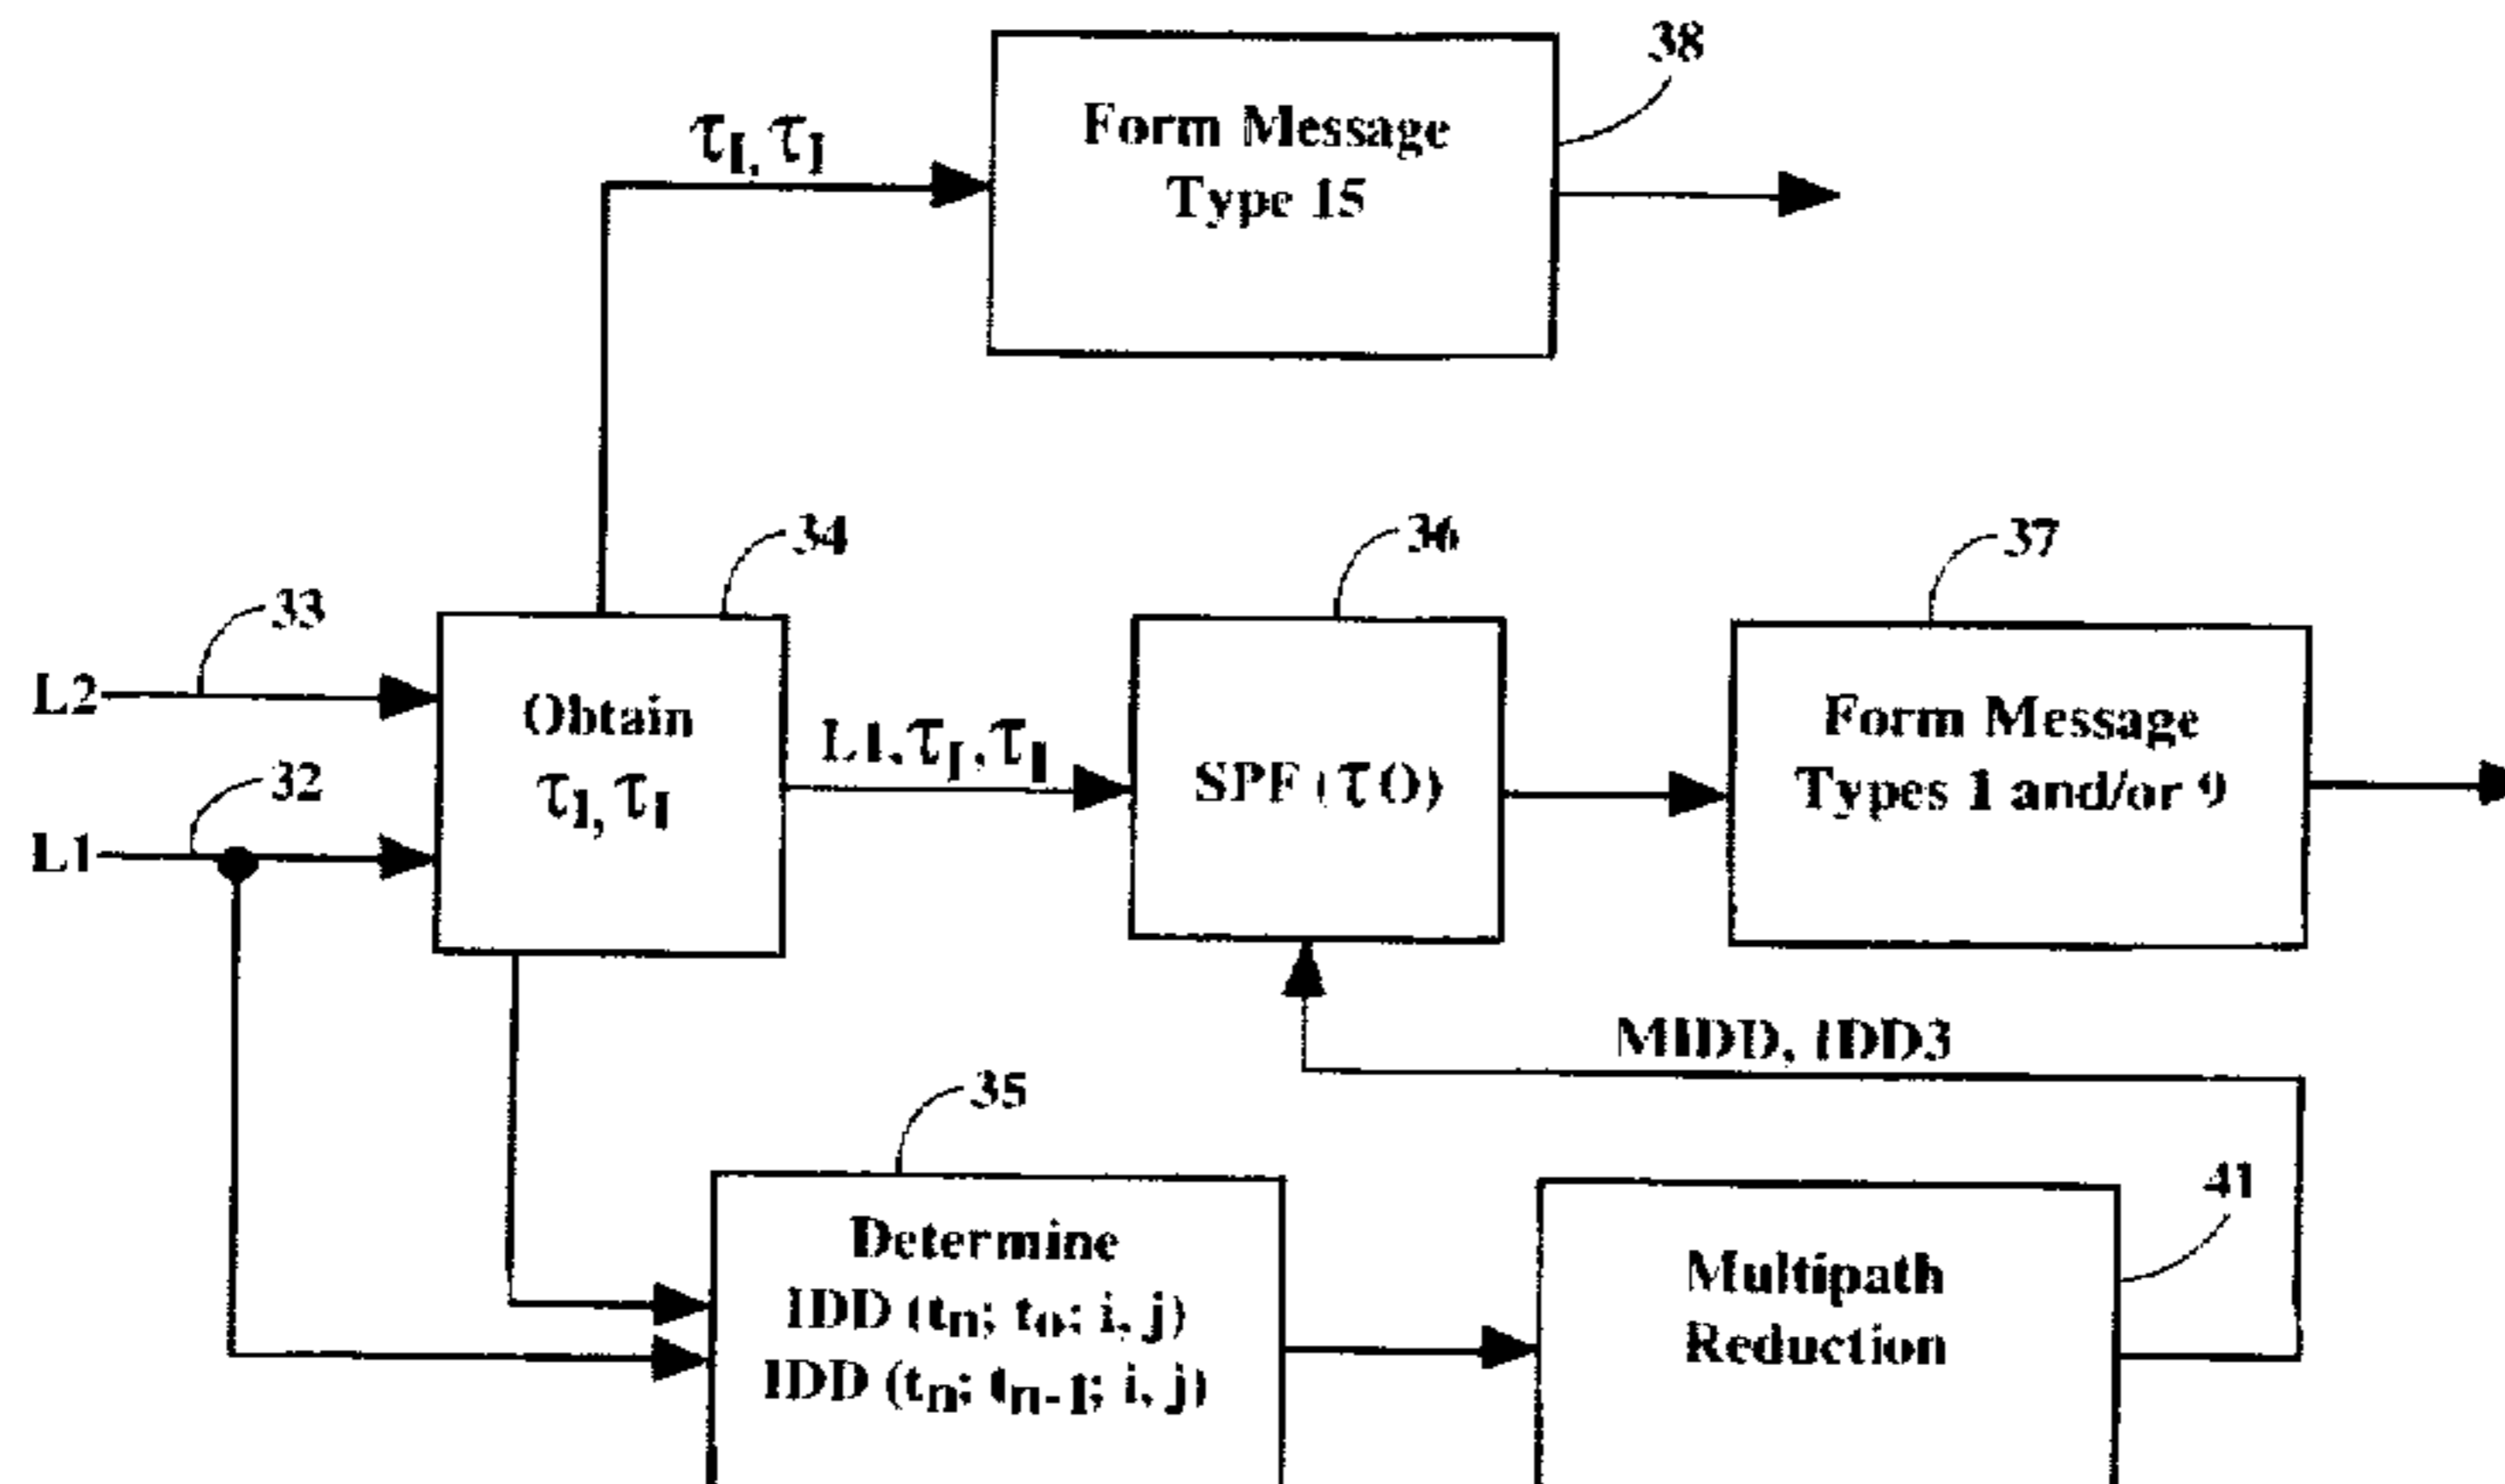 38
τI, τI
Form Message
Type 15
34
36
37
33
L2
Obtain
τI, τI
L1, τI, τI
SPF (τO)
Form Message
Types 1 and/or 9
32
L1
MIDD, IDD3
35
41
Determine
IDD (tn; to; i, j)
IDD (tn; tn-1; i, j)
Multipath
Reduction